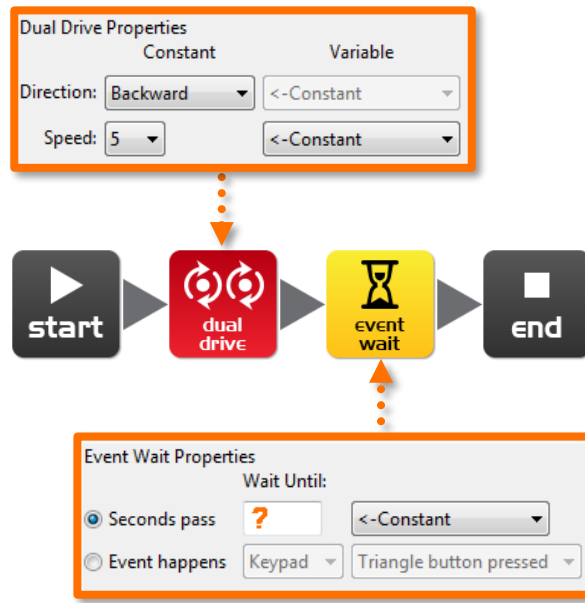 Dual Drive Properties
Constant Variable
Direction: Backward <-Constant
Speed: 5 <-Constant
start
dual
drive
event
wait
end
Event Wait Properties
Wait Until:
Seconds pass ? <-Constant
Event happens Keypad Triangle button pressed